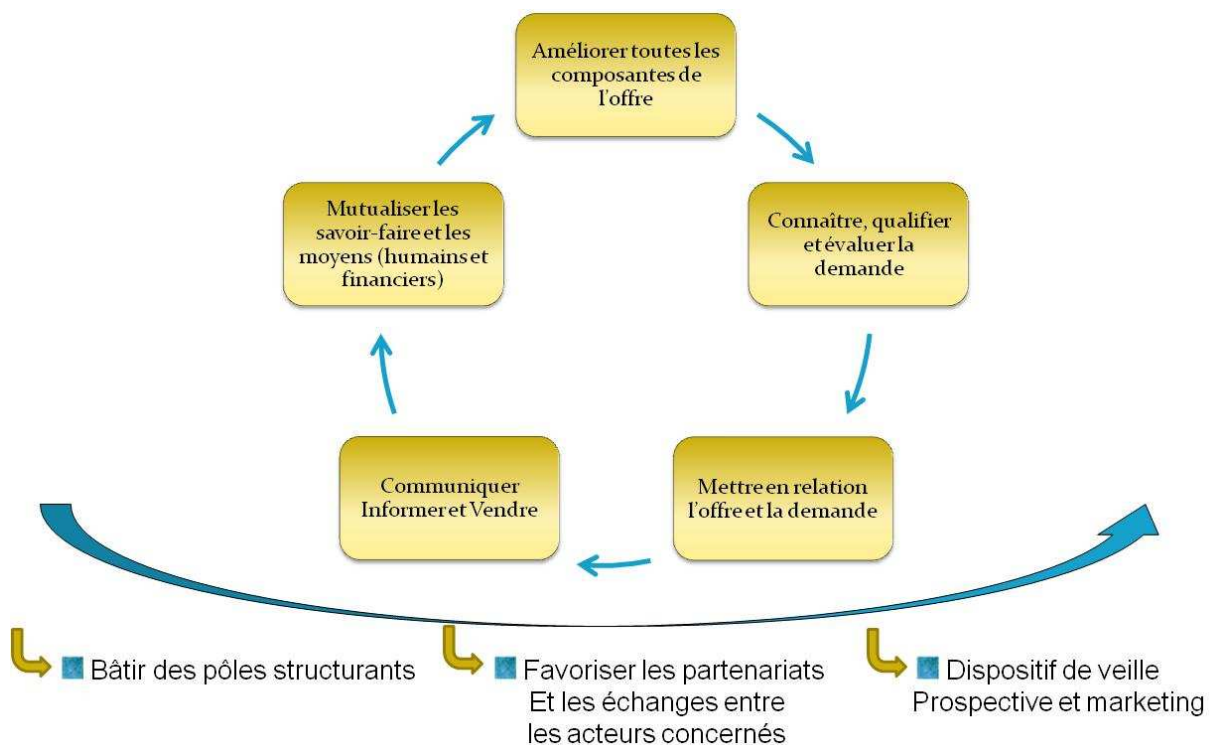 Améliorer toutes les
composantes de
l'offre
Mutualiser les
savoir-faire et les
moyens (humains et
financiers)
Connaître, qualifier
et évaluer la
demande
Communiquer
Informer et Vendre
Mettre en relation
l'offre et la demande
Bâtir des pôles structurants
Favoriser les partenariats
Et les échanges entre
les acteurs concernés
Dispositif de veille
Prospective et marketing